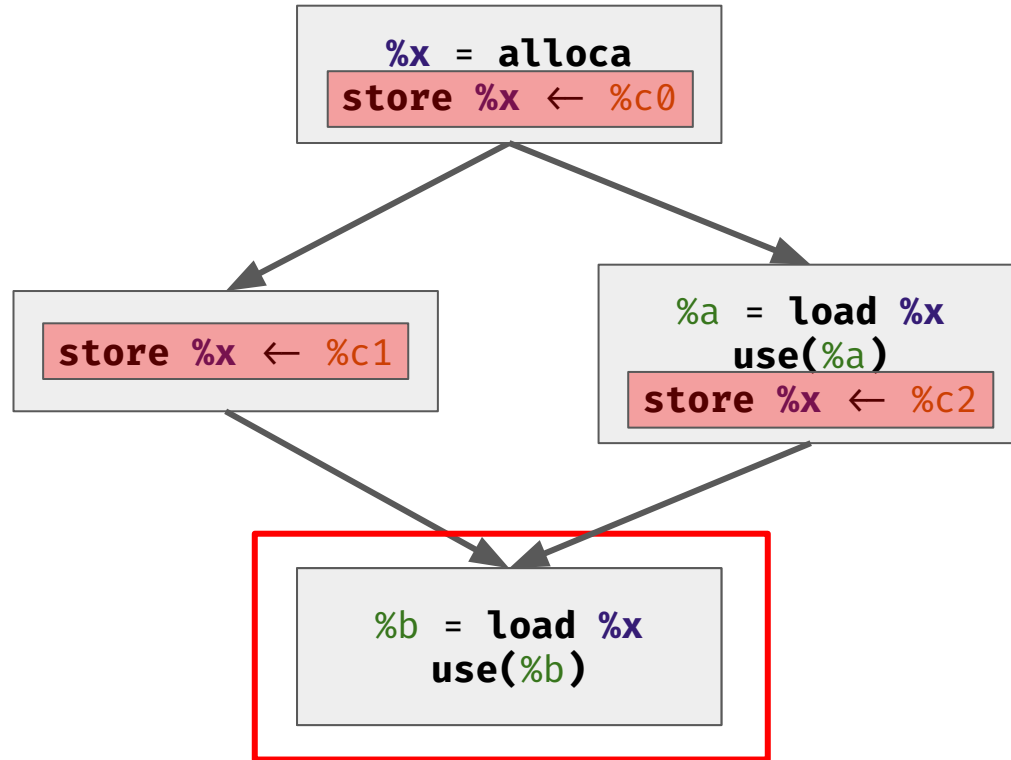 %x = alloca
store %x ← %c0
store %x ← %c1
%a = load %x
use(%a)
store %x ← %c2
%b = load %x
use(%b)